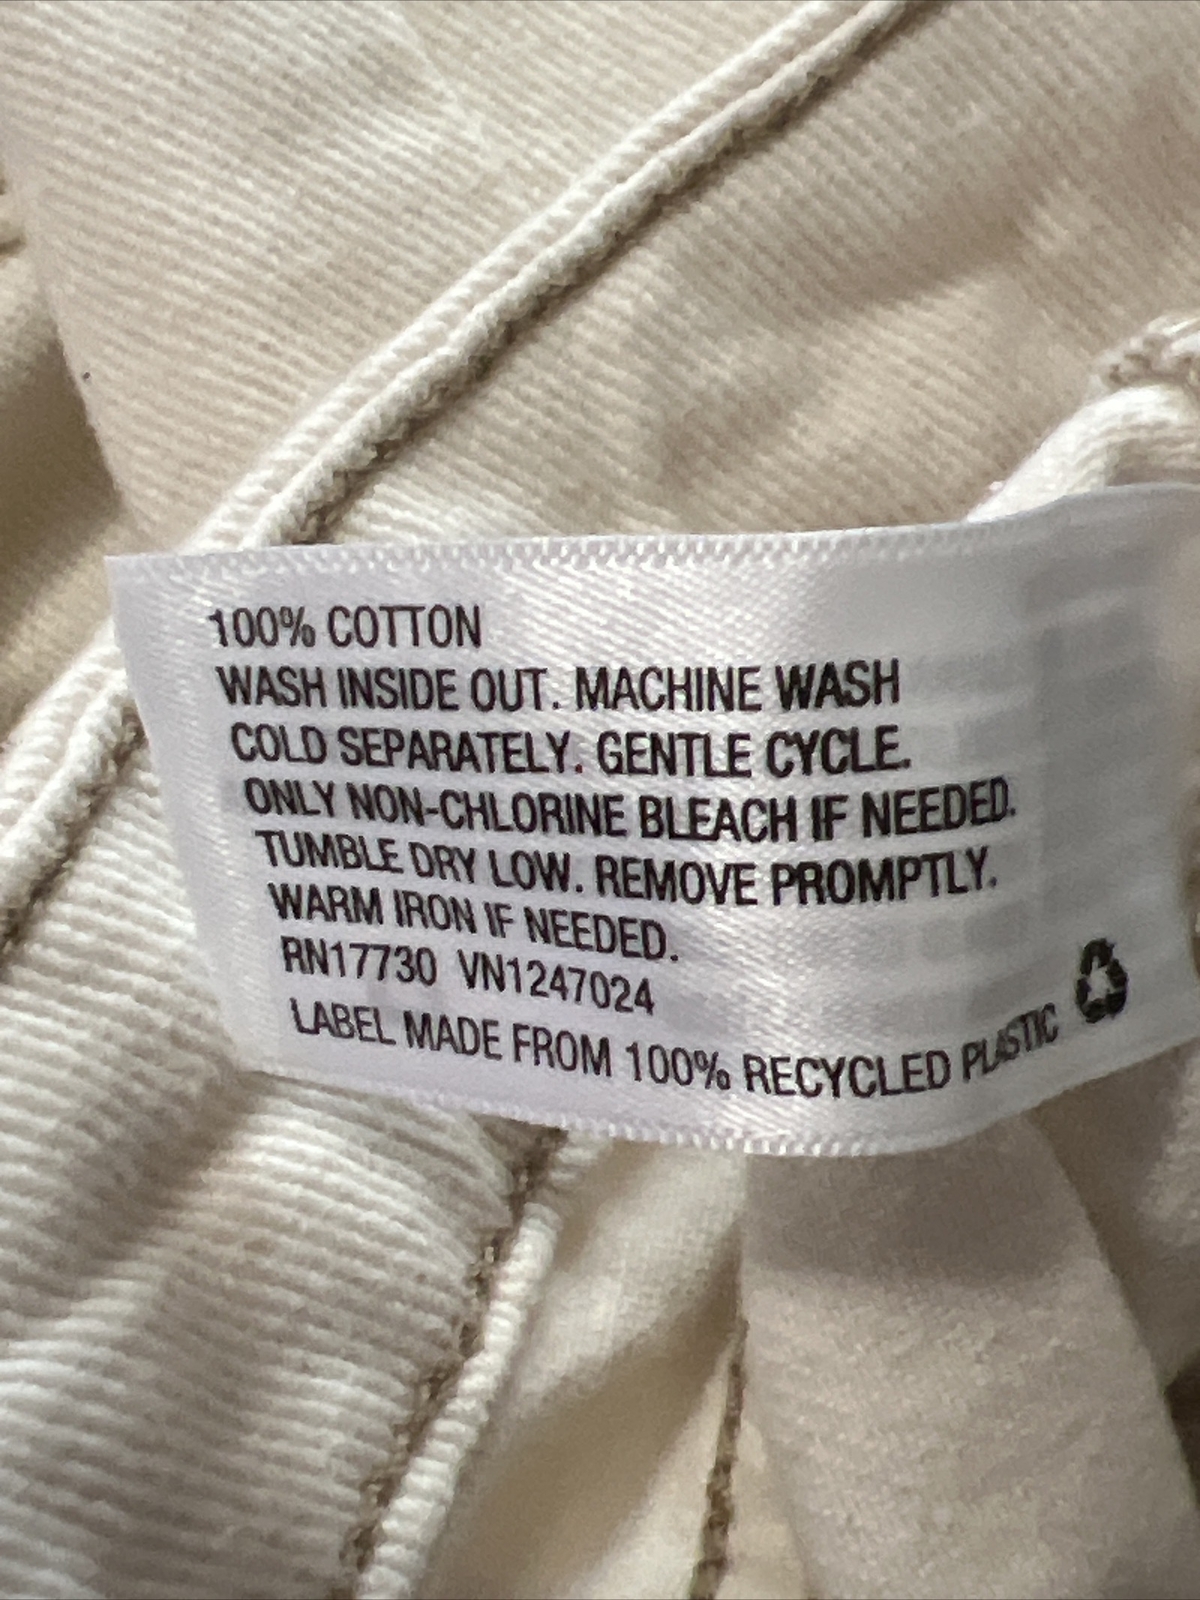 100% COTTON
WASH INSIDE OUT. MACHINE WASH
COLD SEPARATELY. GENTLE CYCLE.
ONLY NON-CHLORINE BLEACH IF NEEDED.
TUMBLE DRY LOW. REMOVE PROMPTLY.
WARM IRON IF NEEDED.
RN17730 VN1247024
LABEL MADE FROM 100% RECYCLED PLASTIC